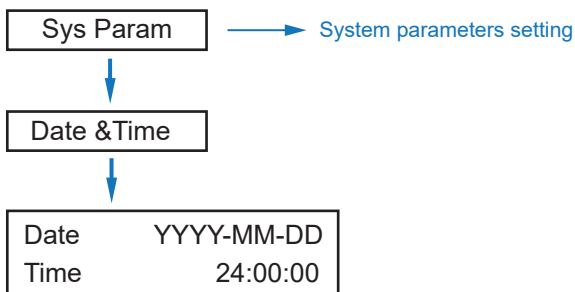 Sys Param
System parameters setting
Date &Time
Date YYYY-MM-DD
Time 24:00:00